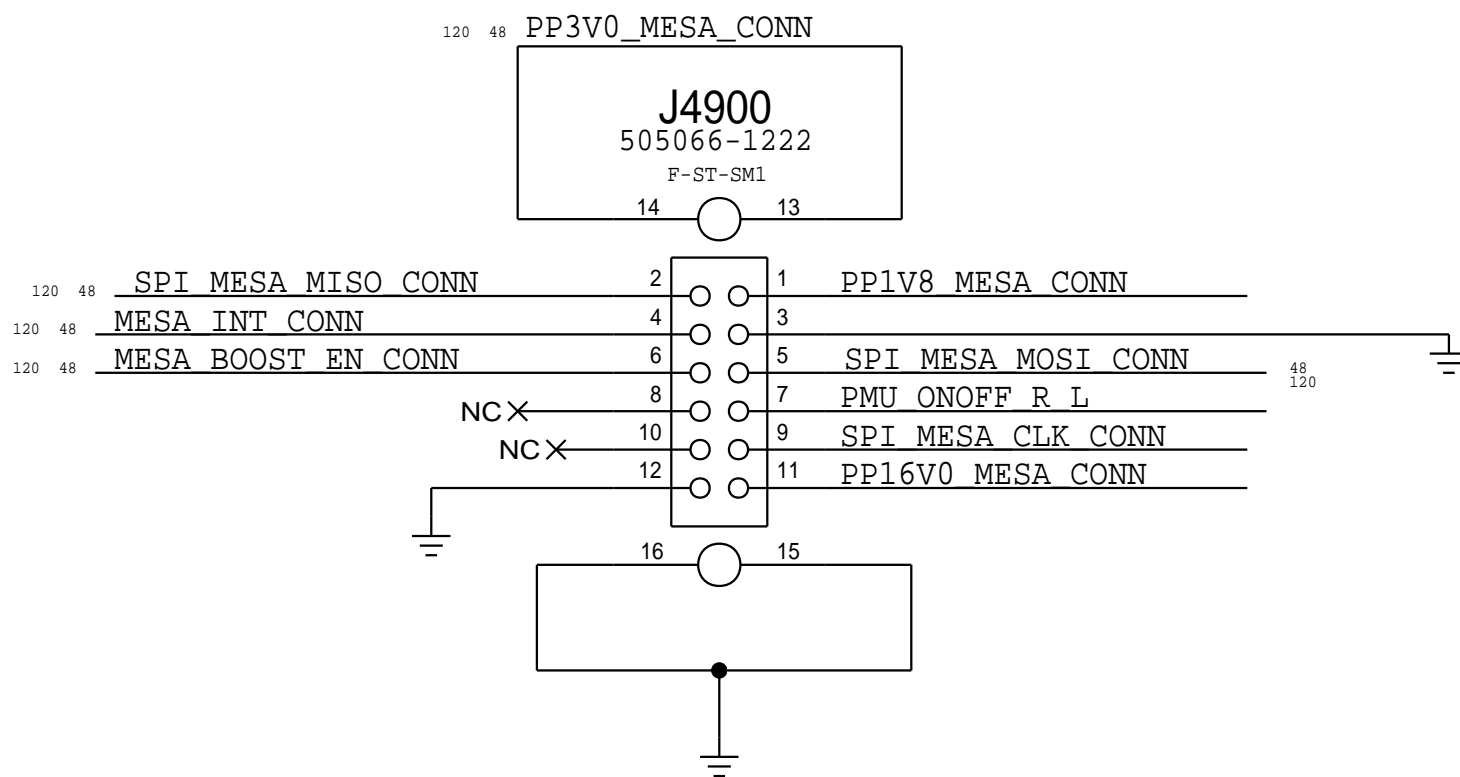 120 48 PP3V0_MESA_CONN
J4900
505066-1222
F-ST-SM1
14 13
120 48 SPI_MESA_MISO_CONN 2 1 PP1V8_MESA_CONN
120 48 MESA_INT_CONN 4 3
120 48 MESA_BOOST_EN_CONN 6 5 SPI_MESA_MOSI_CONN 48
120
NC 8 7 PMU_ONOFF_R_L
NC 10 9 SPI_MESA_CLK_CONN
12 11 PP16V0_MESA_CONN
16 15